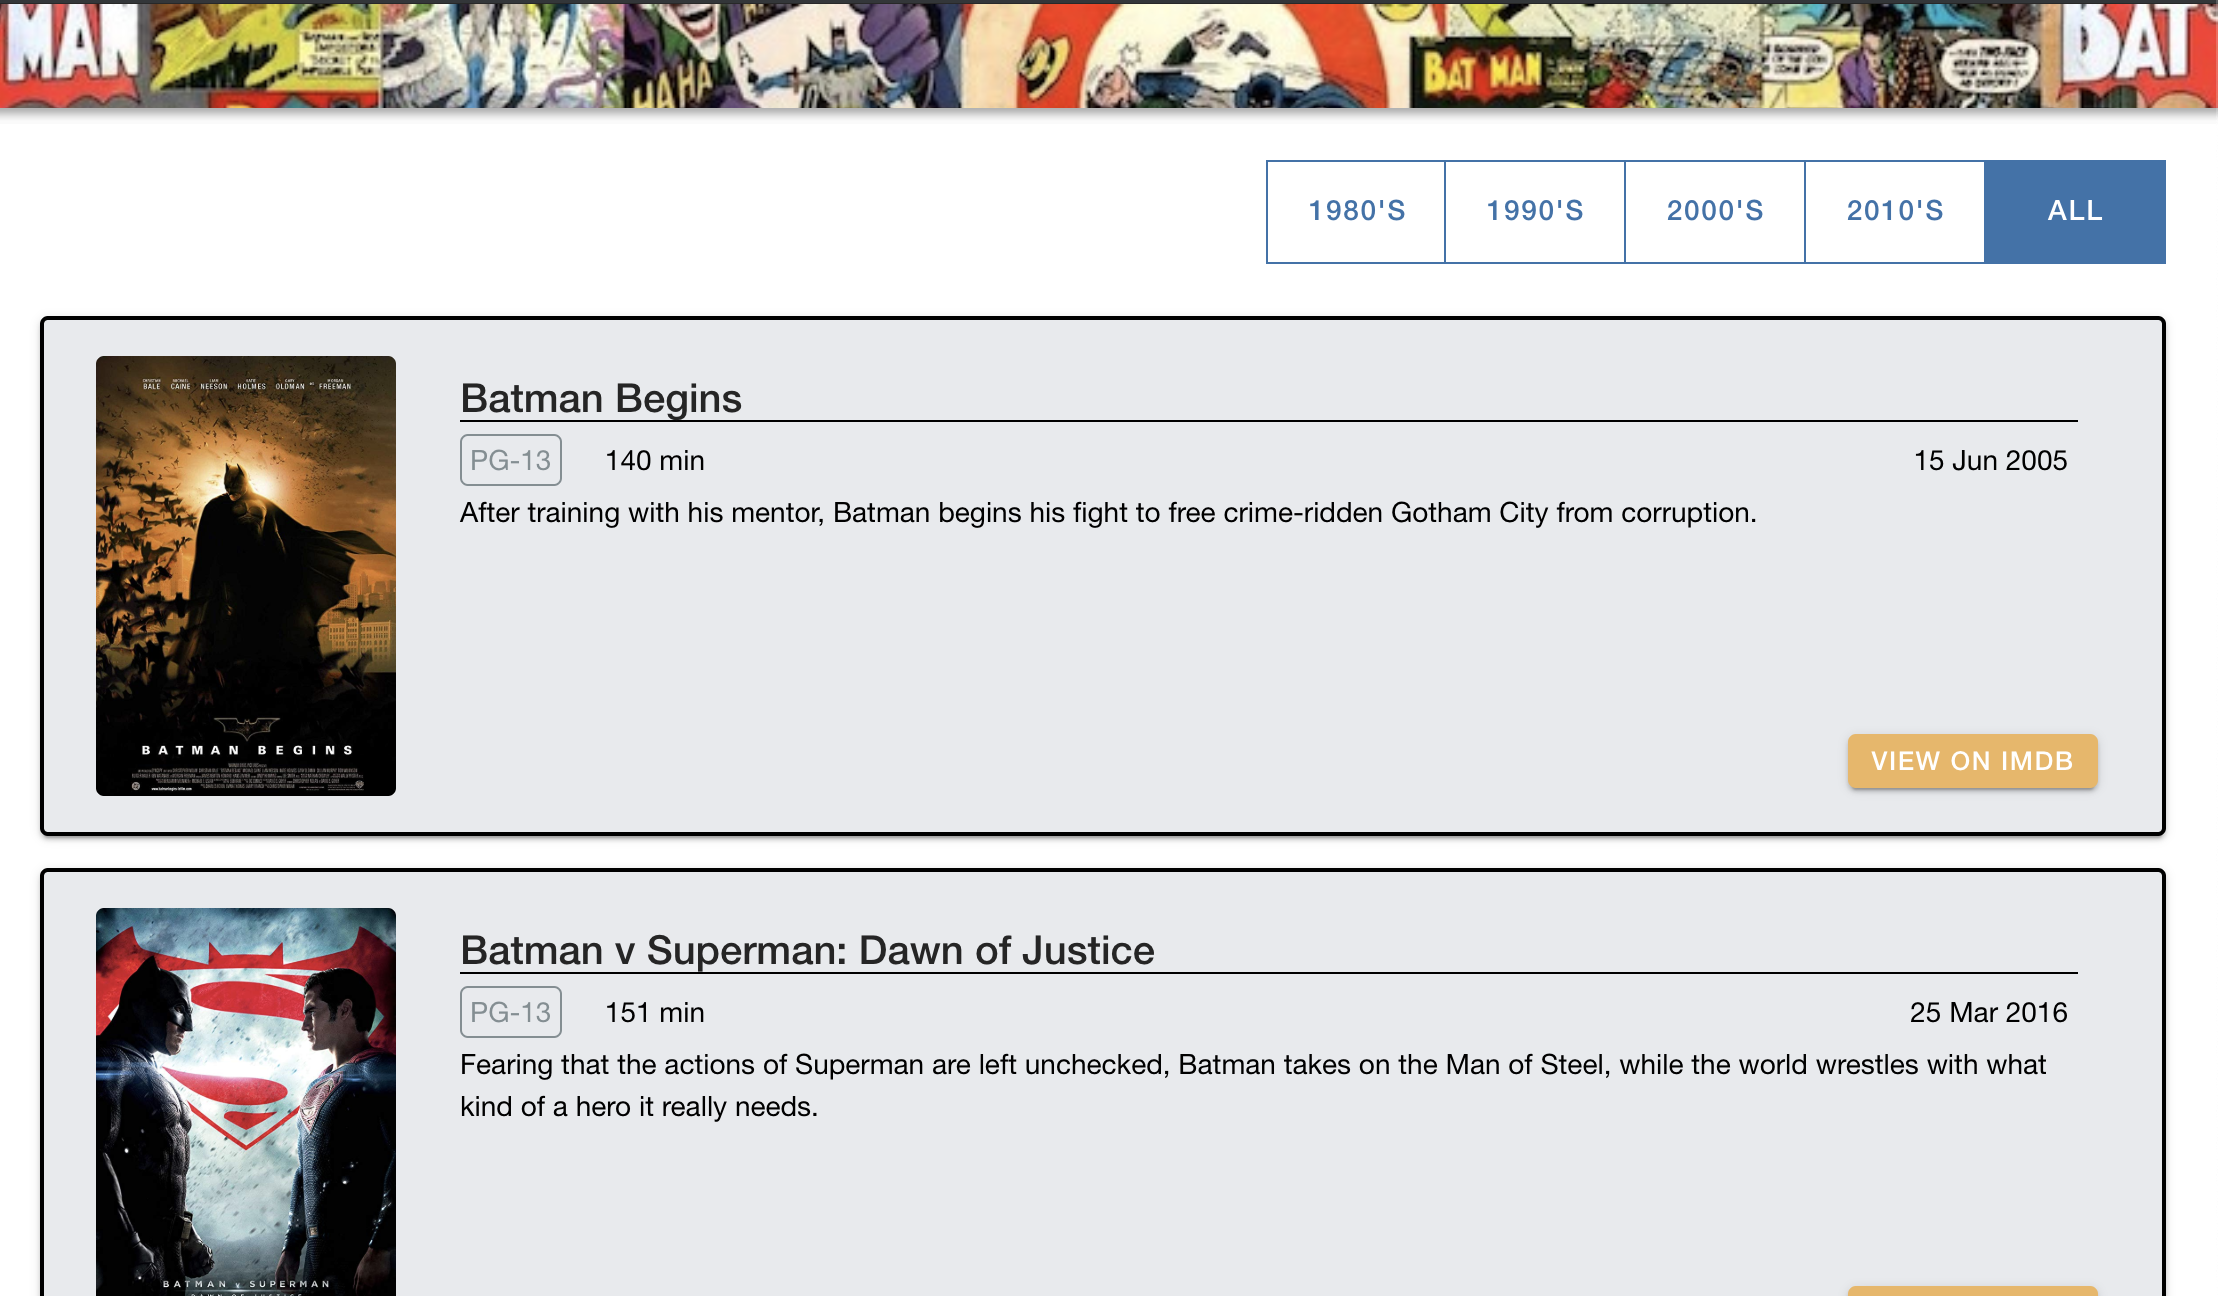 MAN
HAHA
BATMAN
BAT
1980'S
1990'S
2000'S
2010'S
ALL
BALE CAINE NEESON HOLMES OLDMAN FREEMAN
BATMAN BEGINS
Batman Begins
PG-13
140 min
15 Jun 2005
After training with his mentor, Batman begins his fight to free crime-ridden Gotham City from corruption.
VIEW ON IMDB
BATMAN v SUPERMAN
DAWN OF JUSTICE
Batman v Superman: Dawn of Justice
PG-13
151 min
25 Mar 2016
Fearing that the actions of Superman are left unchecked, Batman takes on the Man of Steel, while the world wrestles with what
kind of a hero it really needs.